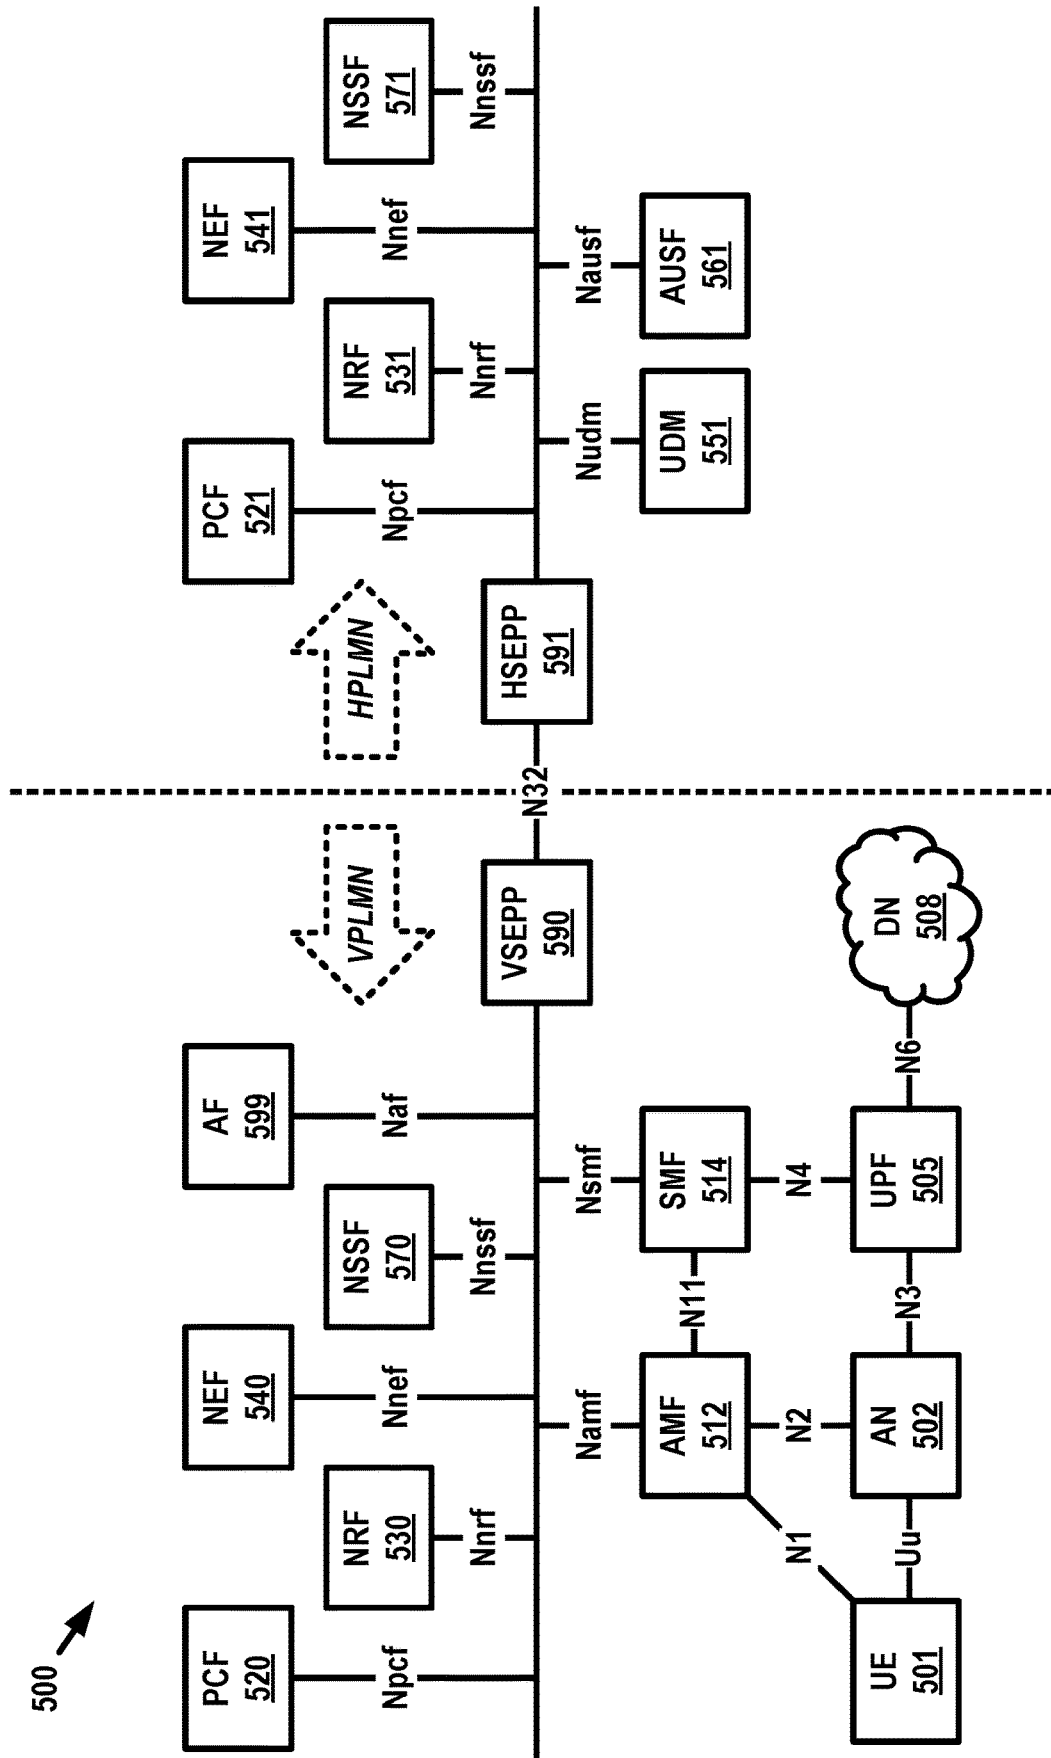 500
PCF
520
NEF
540
AF
599
PCF
521
NEF
541
NRF
530
NSSF
570
VPLMN
HPLMN
NRF
531
NSSF
571
Npcf
Nnrf
Nnef
Nnssf
Naf
Npcf
Nnrf
Nnef
Nnssf
VSEPP
590
N32
HSEPP
591
Namf
Nsmf
Nudm
Nausf
AMF
512
N11
SMF
514
UDM
551
AUSF
561
N1
N2
N4
UE
501
Uu
AN
502
N3
UPF
505
N6
DN
508